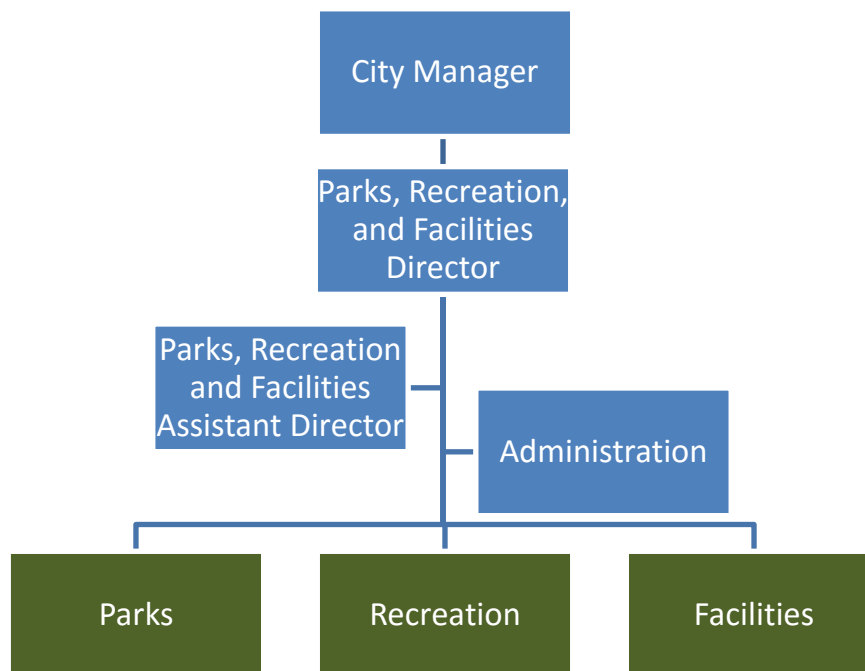 City Manager
Parks, Recreation,
and Facilities
Director
Parks, Recreation
and Facilities
Assistant Director
Administration
Parks
Recreation
Facilities